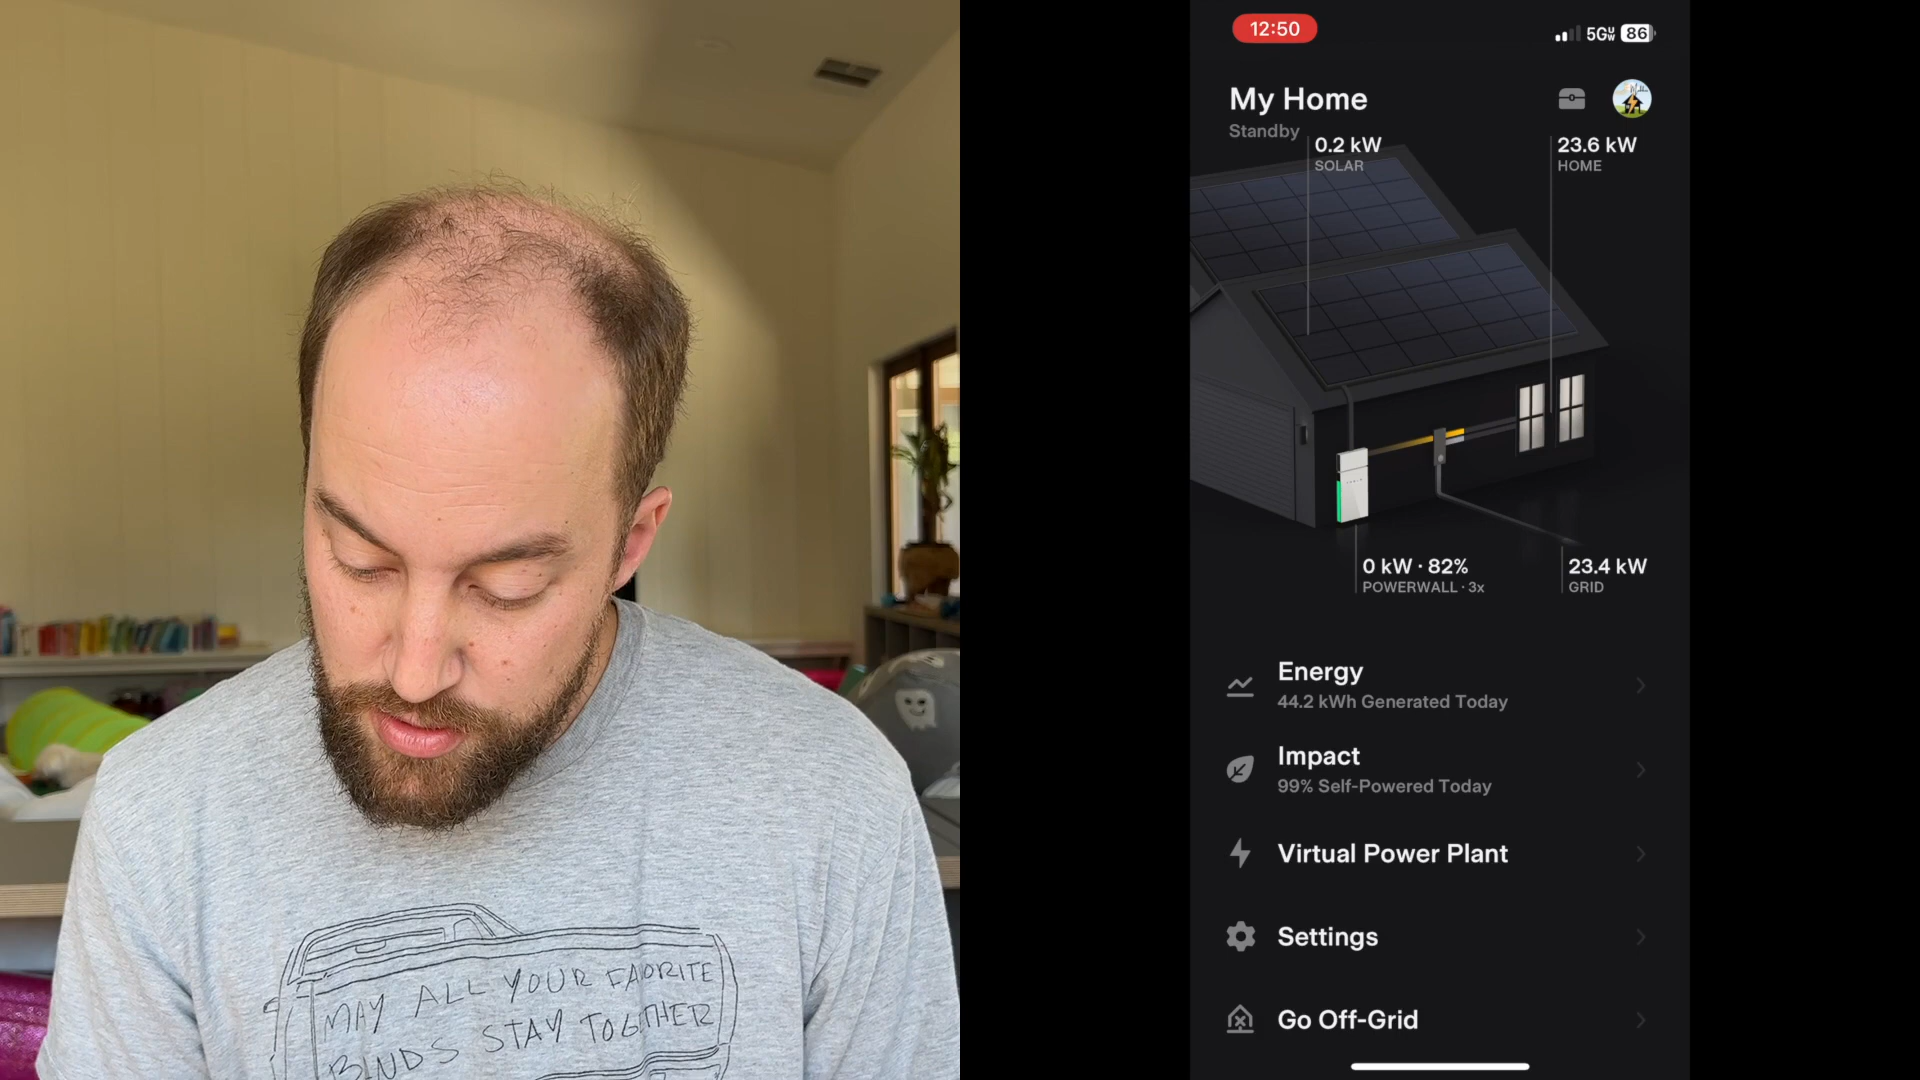 MAY ALL YOUR FAVORITE
BANDS STAY TOGETHER
12:50
5G UW 86
My Home
Standby
0.2 kW
SOLAR
23.6 kW
HOME
0 kW · 82%
POWERWALL · 3x
23.4 kW
GRID
Energy
44.2 kWh Generated Today
Impact
99% Self-Powered Today
Virtual Power Plant
Settings
Go Off-Grid